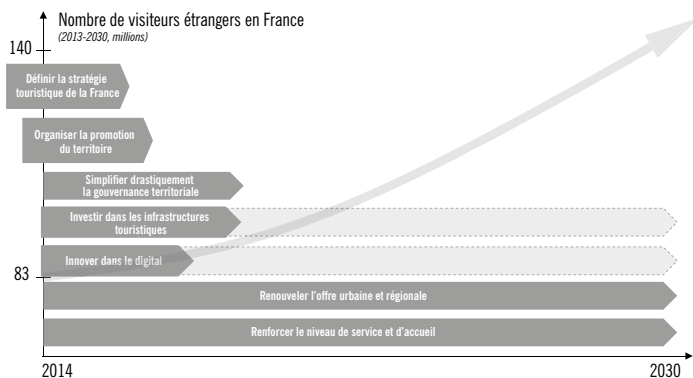 Nombre de visiteurs étrangers en France
(2013-2030, millions)
140
Définir la stratégie
touristique de la France
Organiser la promotion
du territoire
Simplifier drastiquement
la gouvernance territoriale
Investir dans les infrastructures
touristiques
Innover dans le digital
83
Renouveler l'offre urbaine et régionale
Renforcer le niveau de service et d'accueil
2014
2030